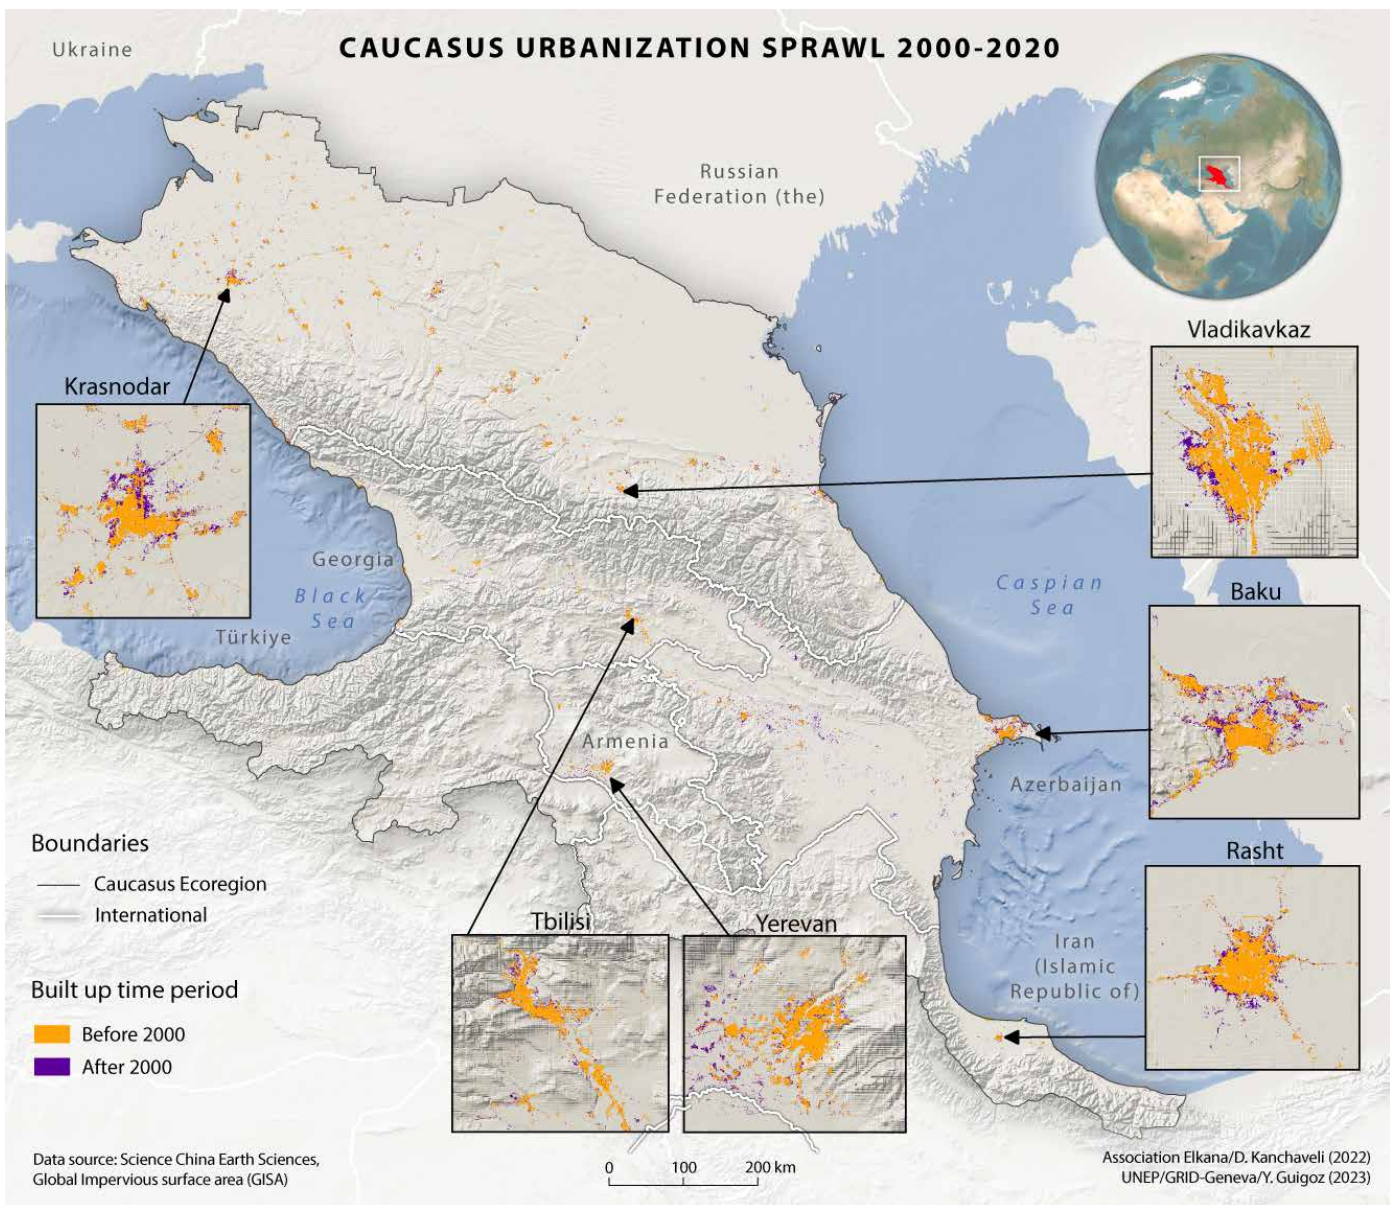 CAUCASUS URBANIZATION SPRAWL 2000-2020
Ukraine
Russian
Federation (the)
Vladikavkaz
Krasnodar
Georgia
Black
Sea
Türkiye
Caspian
Sea
Baku
Armenia
Azerbaijan
Boundaries
Caucasus Ecoregion
International
Rasht
Tbilisi
Yerevan
Iran
(Islamic
Republic of)
Built up time period
Before 2000
After 2000
Data source: Science China Earth Sciences,
Global Impervious surface area (GISA)
0 100 200 km
Association Elkana/D. Kanchaveli (2022)
UNEP/GRID-Geneva/Y. Guigoz (2023)